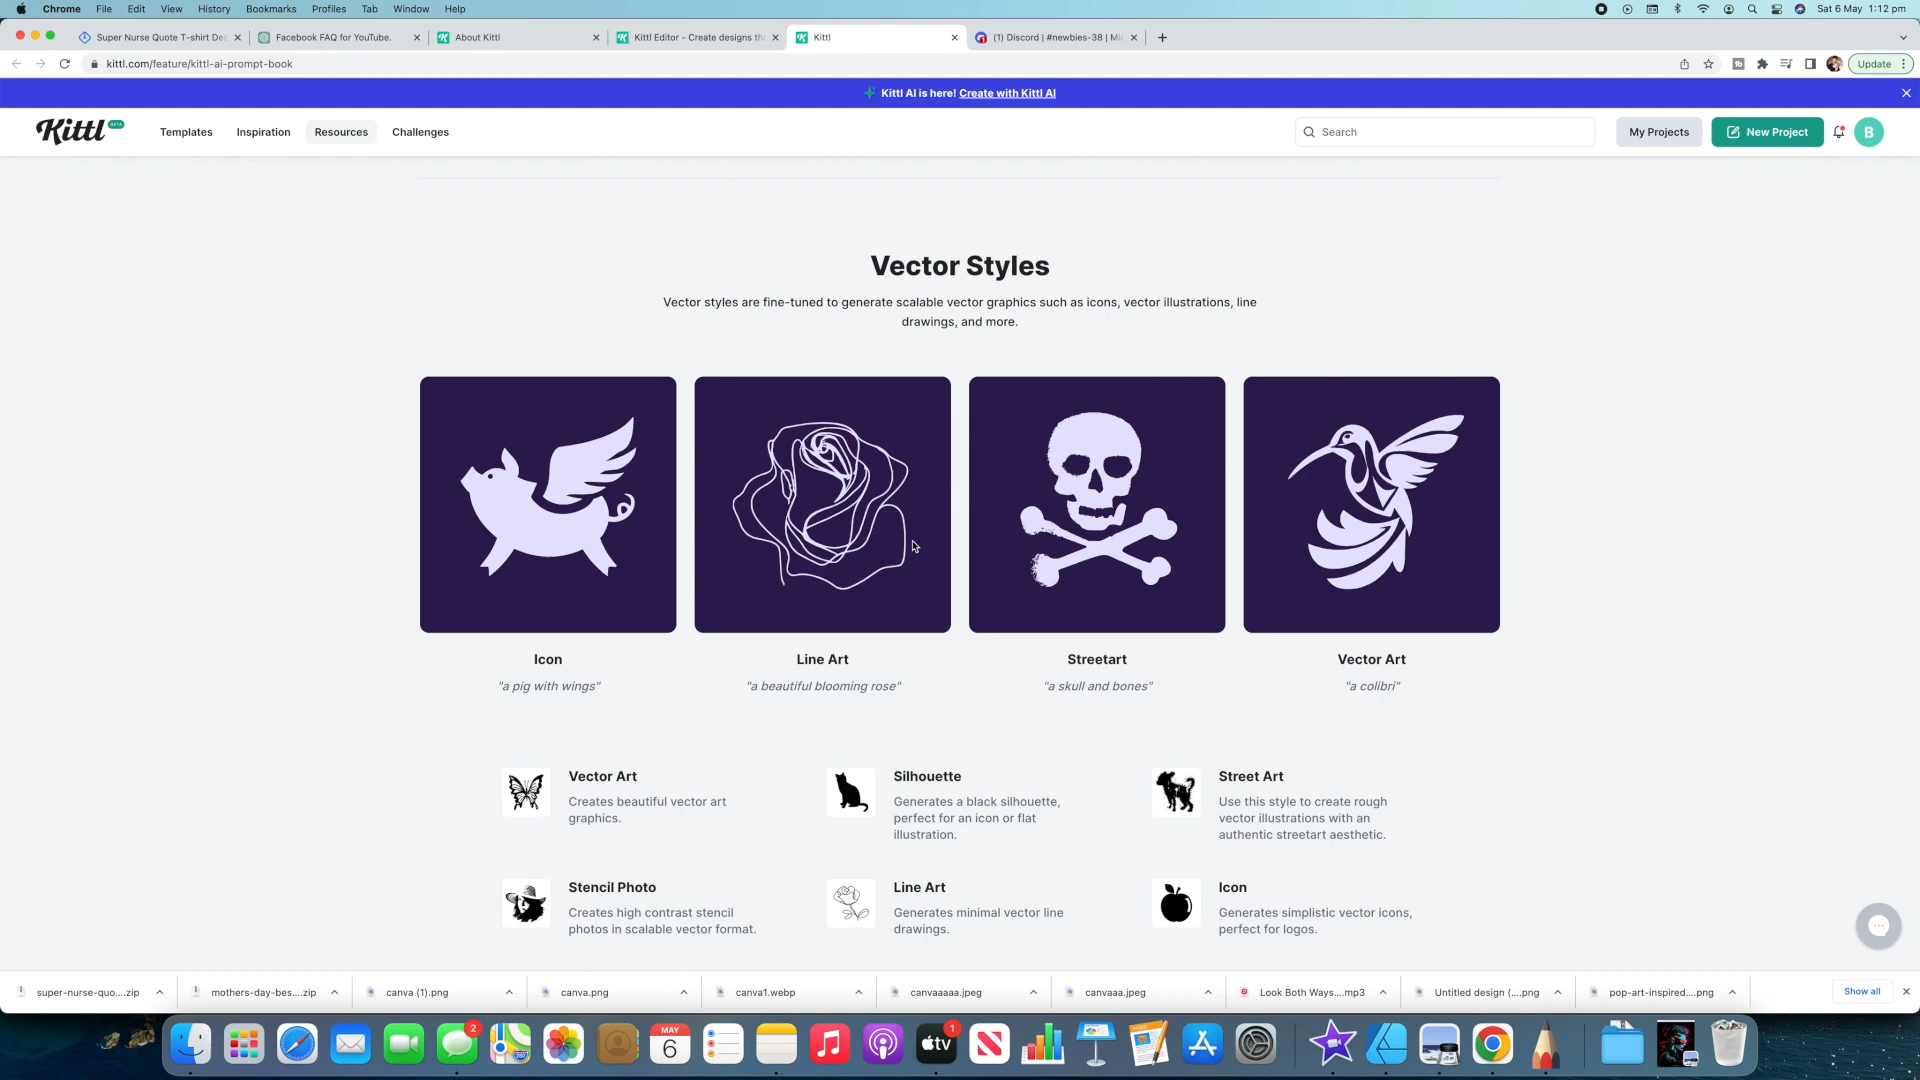 Chrome File Edit View History Bookmarks Profiles Tab Window Help
Sat 6 May 1:12 pm
Super Nurse Quote T-shirt Des
Facebook FAQ for YouTube.
About Kittl
Kittl Editor - Create designs th
Kittl
(1) Discord | #newbies-38 | Mi
kittl.com/feature/kittl-ai-prompt-book
Update
Kittl AI is here! Create with Kittl AI
Kittl BETA
Templates
Inspiration
Resources
Challenges
Search
My Projects
New Project
B
Vector Styles
Vector styles are fine-tuned to generate scalable vector graphics such as icons, vector illustrations, line
drawings, and more.
Icon
"a pig with wings"
Line Art
"a beautiful blooming rose"
Streetart
"a skull and bones"
Vector Art
"a colibri"
Vector Art
Creates beautiful vector art
graphics.
Silhouette
Generates a black silhouette,
perfect for an icon or flat
illustration.
Street Art
Use this style to create rough
vector illustrations with an
authentic streetart aesthetic.
Stencil Photo
Creates high contrast stencil
photos in scalable vector format.
Line Art
Generates minimal vector line
drawings.
Icon
Generates simplistic vector icons,
perfect for logos.
super-nurse-quo....zip
mothers-day-bes....zip
canva (1).png
canva.png
canva1.webp
canvaaaaa.jpeg
canvaaa.jpeg
Look Both Ways....mp3
Untitled design (....png
pop-art-inspired....png
Show all
2
MAY
6
tv
1